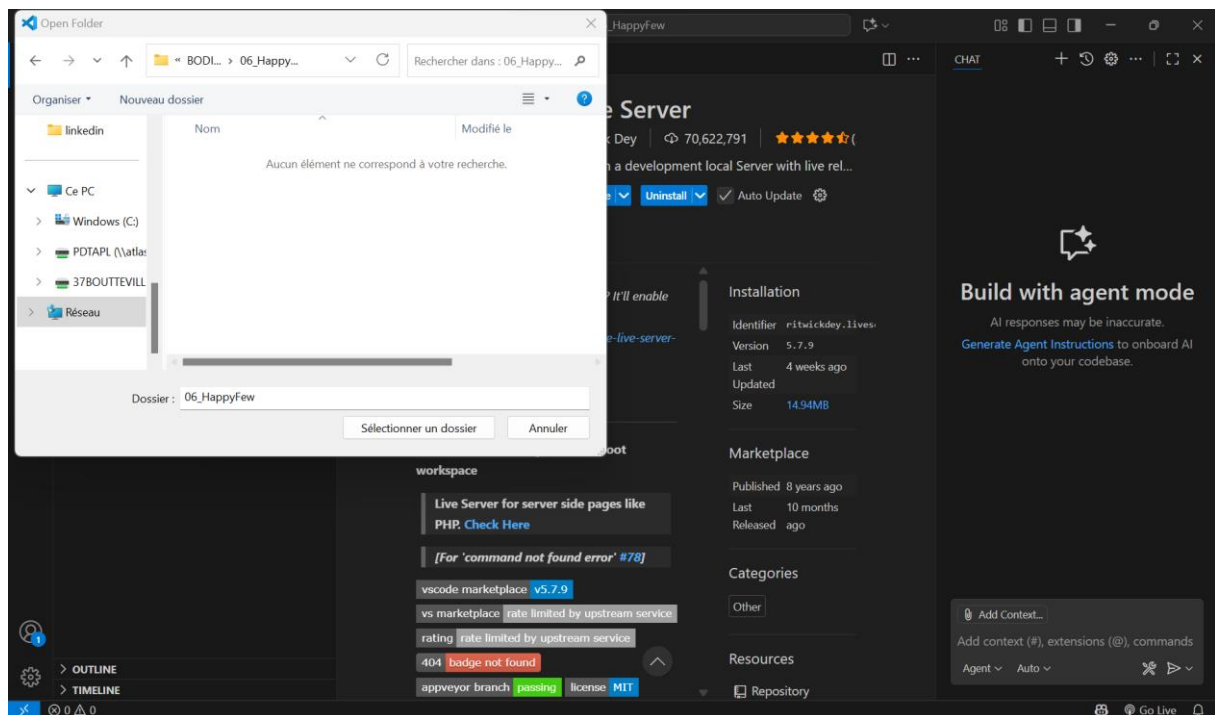 Open Folder
« BODI... > 06_Happy...
Rechercher dans : 06_Happy...
Organiser
Nouveau dossier
linkedin
Nom
Modifié le
Aucun élément ne correspond à votre recherche.
Ce PC
Windows (C:)
PDTAPL (\\atlas
37BOUTTEVILL
Réseau
Dossier :
06_HappyFew
Sélectionner un dossier
Annuler
_HappyFew
e Server
Dey
70,622,791
(
a development local Server with live rel...
Uninstall
Auto Update
? It'll enable
e-live-server-
oot
workspace
Live Server for server side pages like
PHP. Check Here
[For 'command not found error' #78]
vscode marketplace v5.7.9
vs marketplace rate limited by upstream service
rating rate limited by upstream service
404 badge not found
appveyor branch passing license MIT
Installation
Identifier ritwickdey.lives
Version 5.7.9
Last 4 weeks ago
Updated
Size 14.94MB
Marketplace
Published 8 years ago
Last 10 months
Released ago
Categories
Other
Resources
Repository
CHAT
Build with agent mode
AI responses may be inaccurate.
Generate Agent Instructions to onboard AI
onto your codebase.
Add Context...
Add context (#), extensions (@), commands
Agent
Auto
1
OUTLINE
TIMELINE
0 0
Go Live